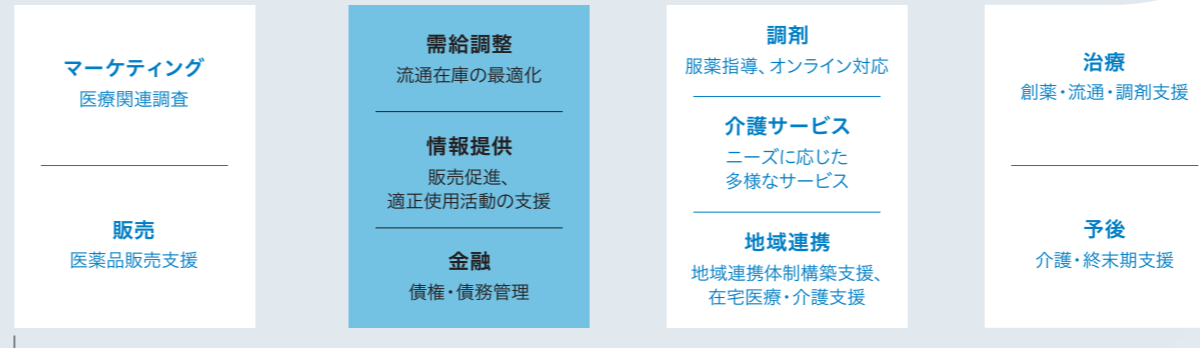 マーケティング
医療関連調査
販売
医薬品販売支援
需給調整
流通在庫の最適化
情報提供
販売促進、
適正使用活動の支援
金融
債権・債務管理
調剤
服薬指導、オンライン対応
介護サービス
ニーズに応じた
多様なサービス
地域連携
地域連携体制構築支援、
在宅医療・介護支援
治療
創薬・流通・調剤支援
予後
介護・終末期支援